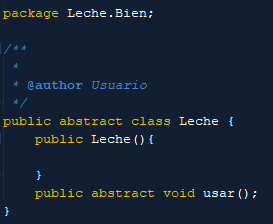 package Leche.Bien;
/**
*
* @author Usuario
*/
public abstract class Leche {
public Leche(){
}
public abstract void usar();
}